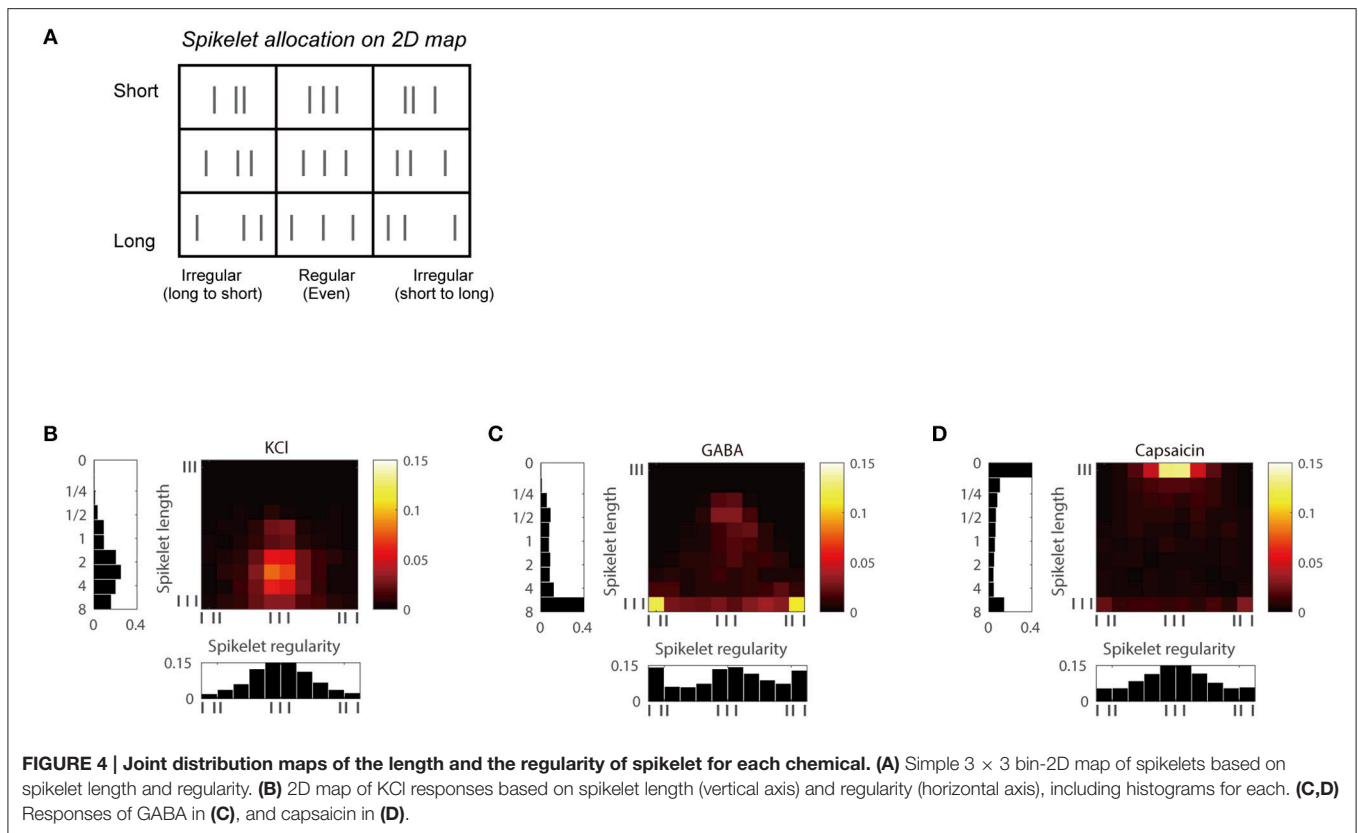 A
Spikelet allocation on 2D map
Short
Long
Irregular
(long to short)
Regular
(Even)
Irregular
(short to long)
B
KCl
0
1/4
1/2
1
2
4
8
0 0.4
Spikelet length
0.15
0.1
0.05
0
Spikelet regularity
0.15
0
C
GABA
0
1/4
1/2
1
2
4
8
0 0.4
Spikelet length
0.15
0.1
0.05
0
Spikelet regularity
0.15
0
D
Capsaicin
0
1/4
1/2
1
2
4
8
0 0.4
Spikelet length
0.15
0.1
0.05
0
Spikelet regularity
0.15
0
FIGURE 4 | Joint distribution maps of the length and the regularity of spikelet for each chemical. (A) Simple 3 × 3 bin-2D map of spikelets based on
spikelet length and regularity. (B) 2D map of KCl responses based on spikelet length (vertical axis) and regularity (horizontal axis), including histograms for each. (C,D)
Responses of GABA in (C), and capsaicin in (D).